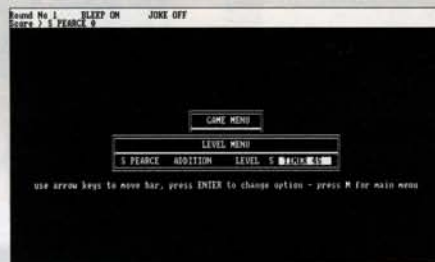 Round No 1 BLEEP ON JOKE OFF
Score > S PEARCE 0
GAME MENU
LEVEL MENU
S PEARCE ADDITION LEVEL 5 TIMER 45
use arrow keys to move bar, press ENTER to change option - press M for main menu